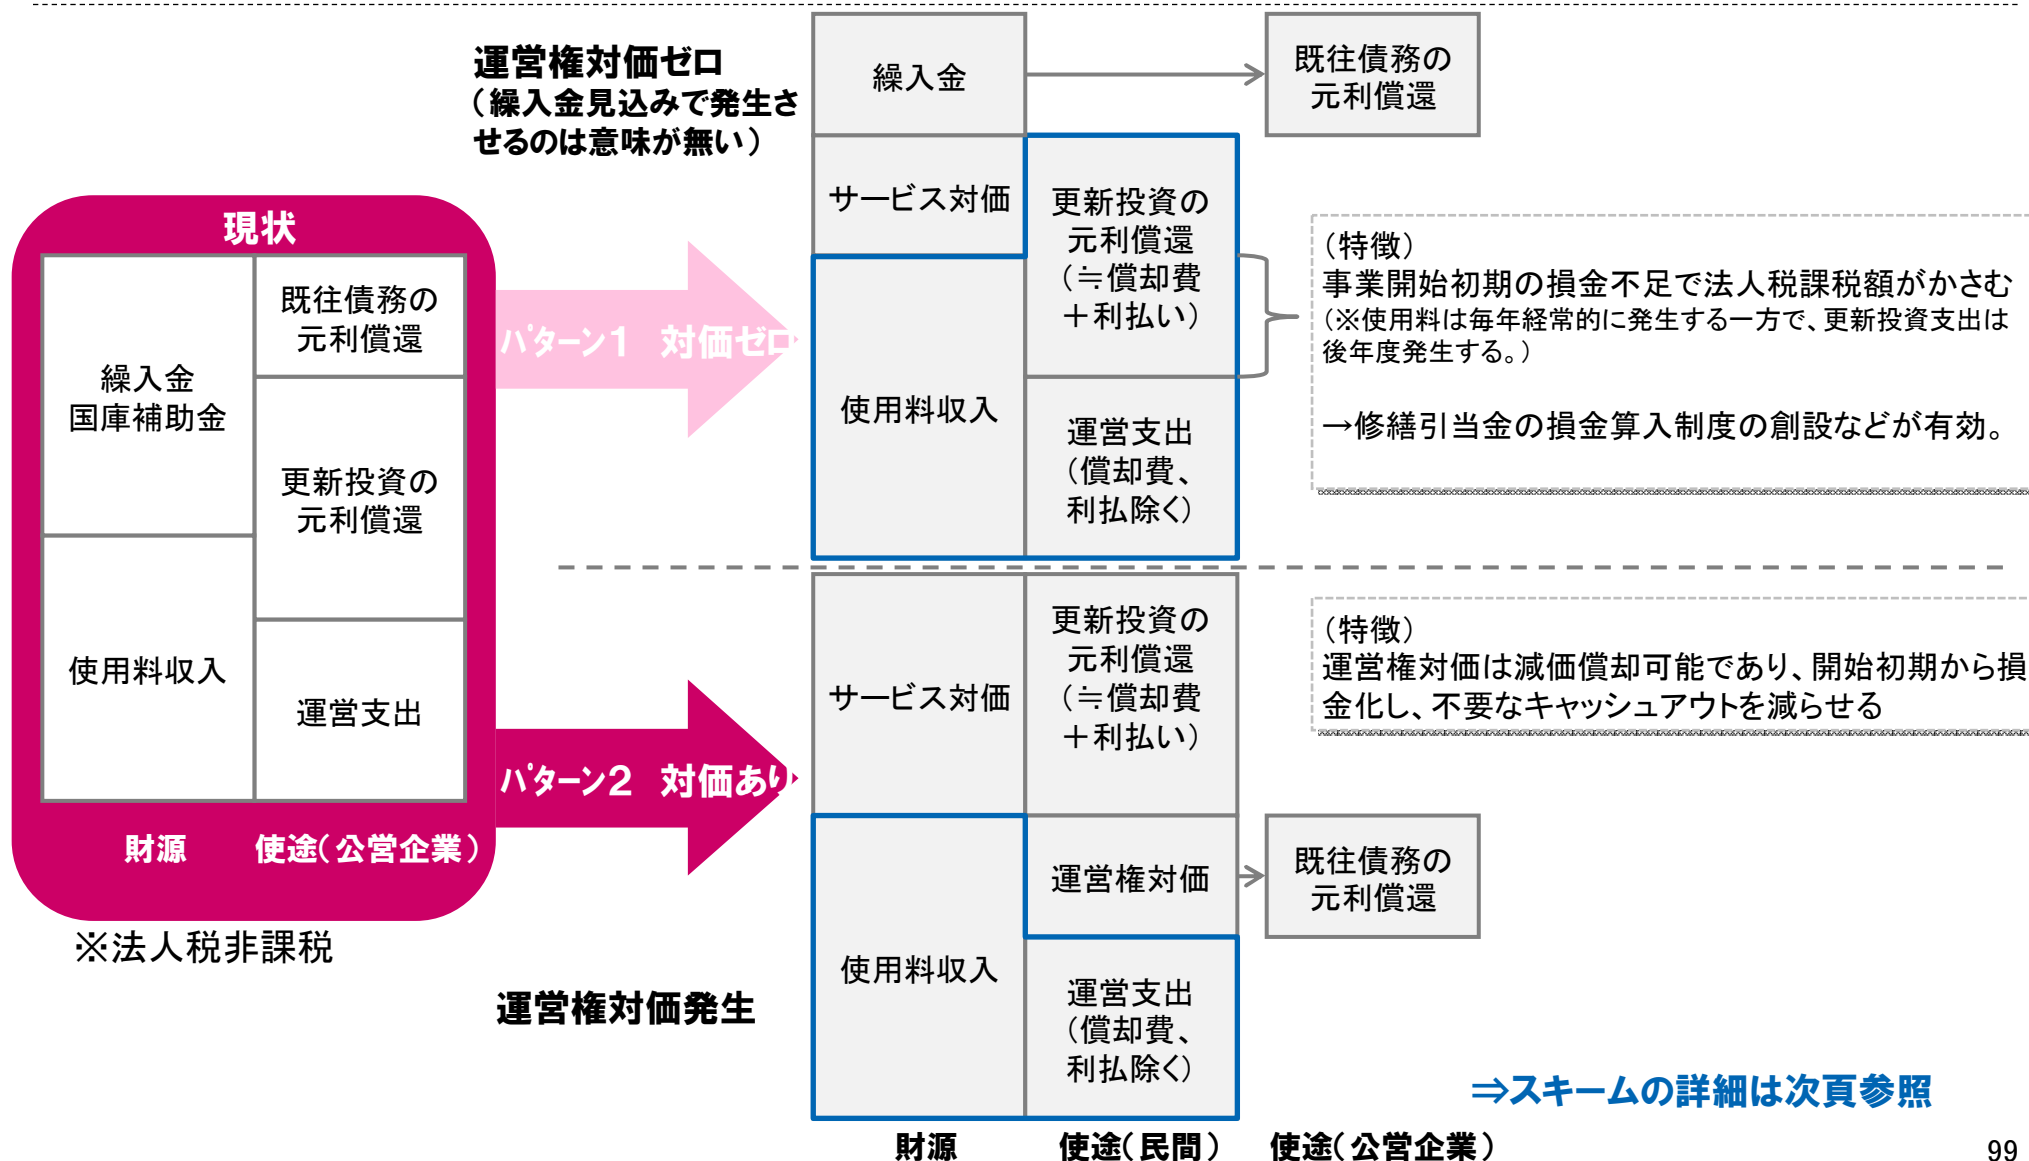 運営権対価ゼロ
（繰入金見込みで発生さ
せるのは意味が無い）
繰入金
既往債務の
元利償還
サービス対価
更新投資の
元利償還
（≒償却費
＋利払い）
使用料収入
運営支出
（償却費、
利払除く）
（特徴）
事業開始初期の損金不足で法人税課税額がかさむ
（※使用料は毎年経常的に発生する一方で、更新投資支出は
後年度発生する。）
→修繕引当金の損金算入制度の創設などが有効。
現状
繰入金
国庫補助金
既往債務の
元利償還
更新投資の
元利償還
使用料収入
運営支出
財源
使途（公営企業）
※法人税非課税
パターン１　対価ゼロ
パターン２　対価あり
運営権対価発生
サービス対価
更新投資の
元利償還
（≒償却費
＋利払い）
使用料収入
運営権対価
既往債務の
元利償還
運営支出
（償却費、
利払除く）
（特徴）
運営権対価は減価償却可能であり、開始初期から損
金化し、不要なキャッシュアウトを減らせる
⇒スキームの詳細は次頁参照
財源
使途（民間）
使途（公営企業）
99